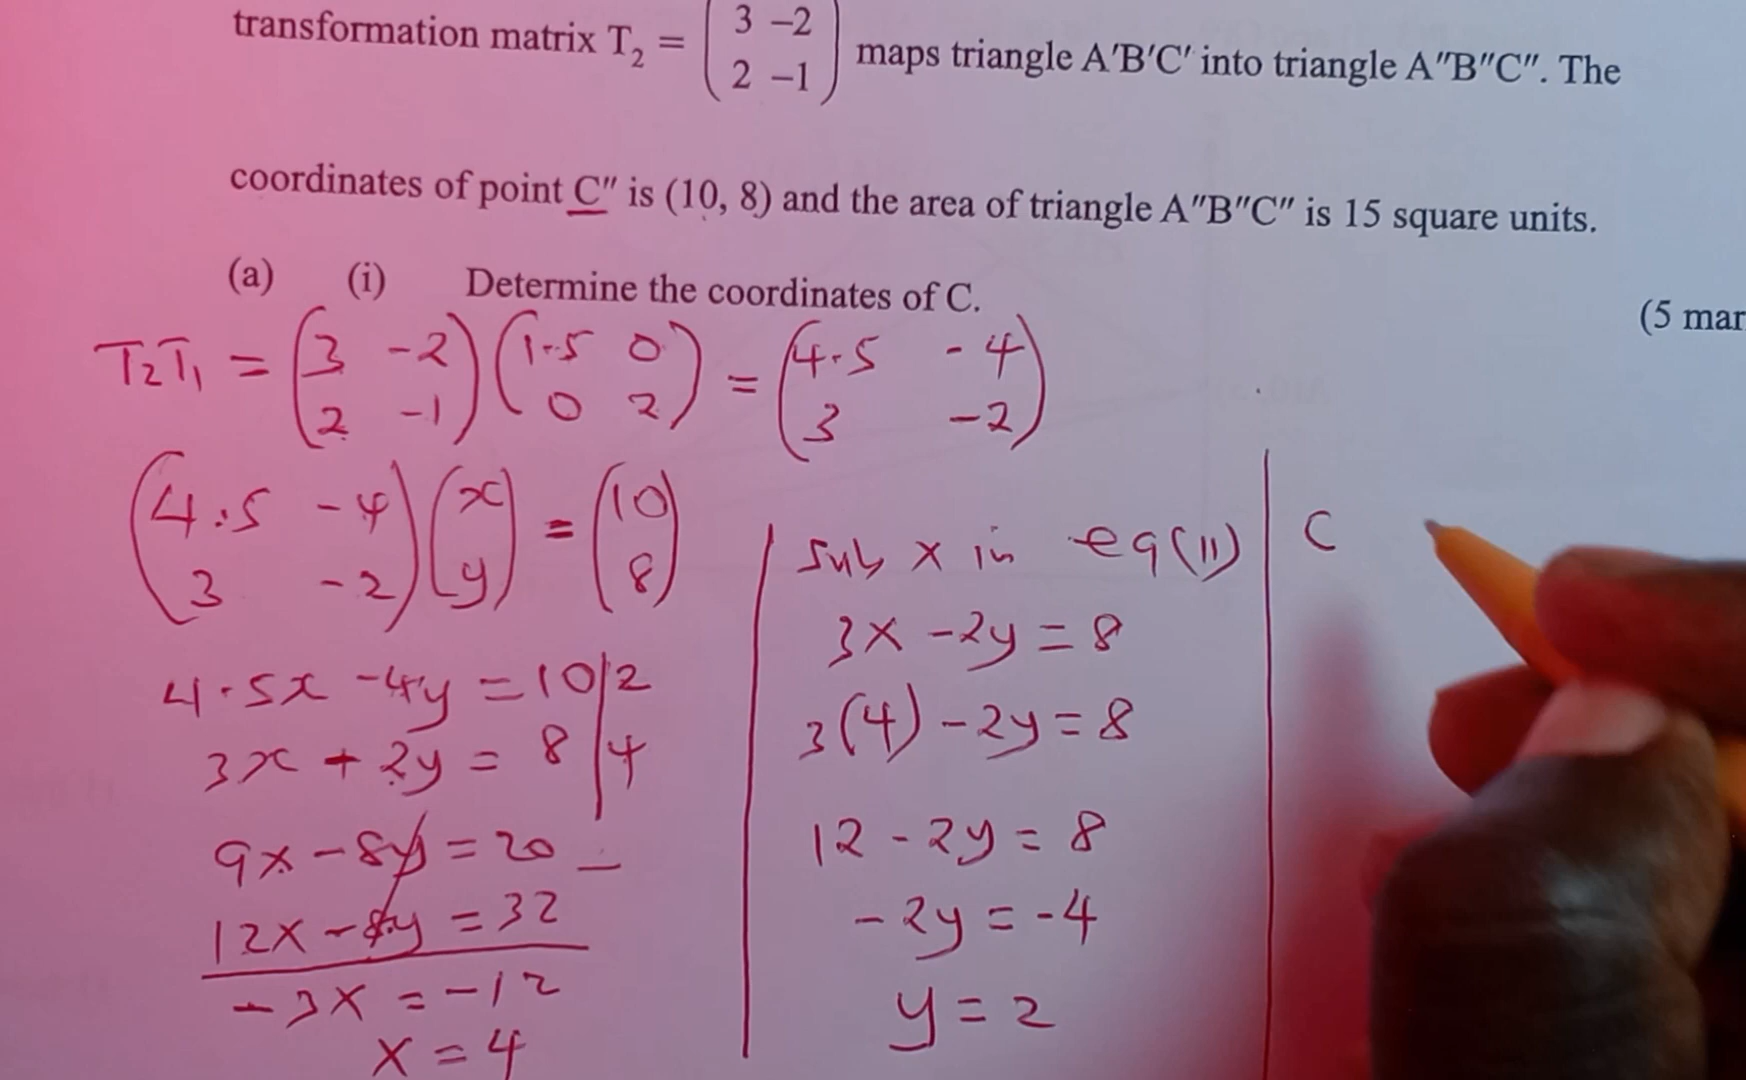 transformation matrix T₂ = (3 −2
2 −1) maps triangle A′B′C′ into triangle A″B″C″. The
coordinates of point C″ is (10, 8) and the area of triangle A″B″C″ is 15 square units.
(a) (i) Determine the coordinates of C.
(5 mar
T₂T₁ = (3 -2) (1.5 0) = (4.5 -4)
(2 -1) (0 2) (3 -2)
(4.5 -4) (x) = (10)
(3 -2) (y) (8)
4.5x - 4y = 10 | 2
3x + 2y = 8 | 4
9x - 8y = 20 -
12x - 8y = 32
-3x = -12
x = 4
Sub x in eq(11)
3x - 2y = 8
3(4) - 2y = 8
12 - 2y = 8
-2y = -4
y = 2
C